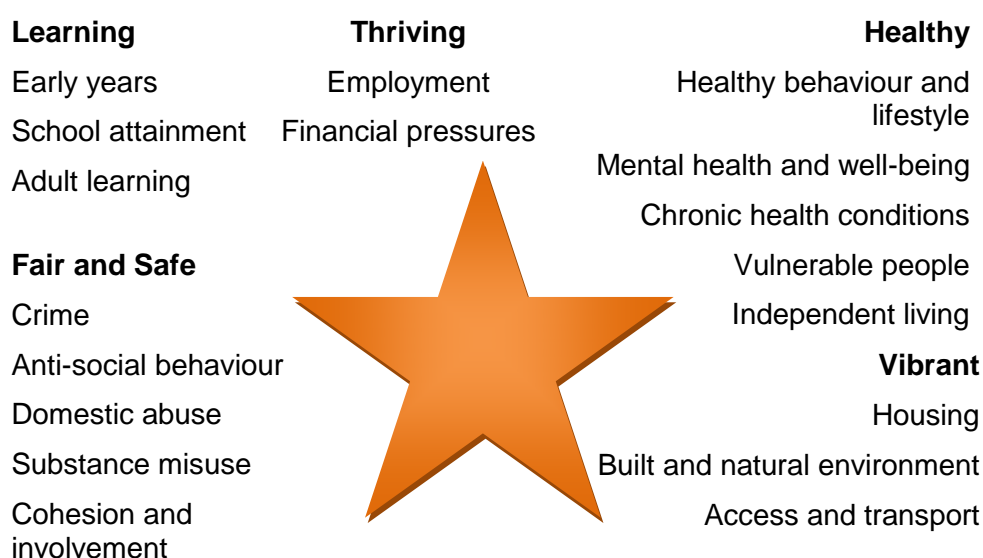 Learning
Early years
School attainment
Adult learning
Thriving
Employment
Financial pressures
Healthy
Healthy behaviour and
lifestyle
Mental health and well-being
Chronic health conditions
Vulnerable people
Independent living
Fair and Safe
Crime
Anti-social behaviour
Domestic abuse
Substance misuse
Cohesion and
involvement
Vibrant
Housing
Built and natural environment
Access and transport